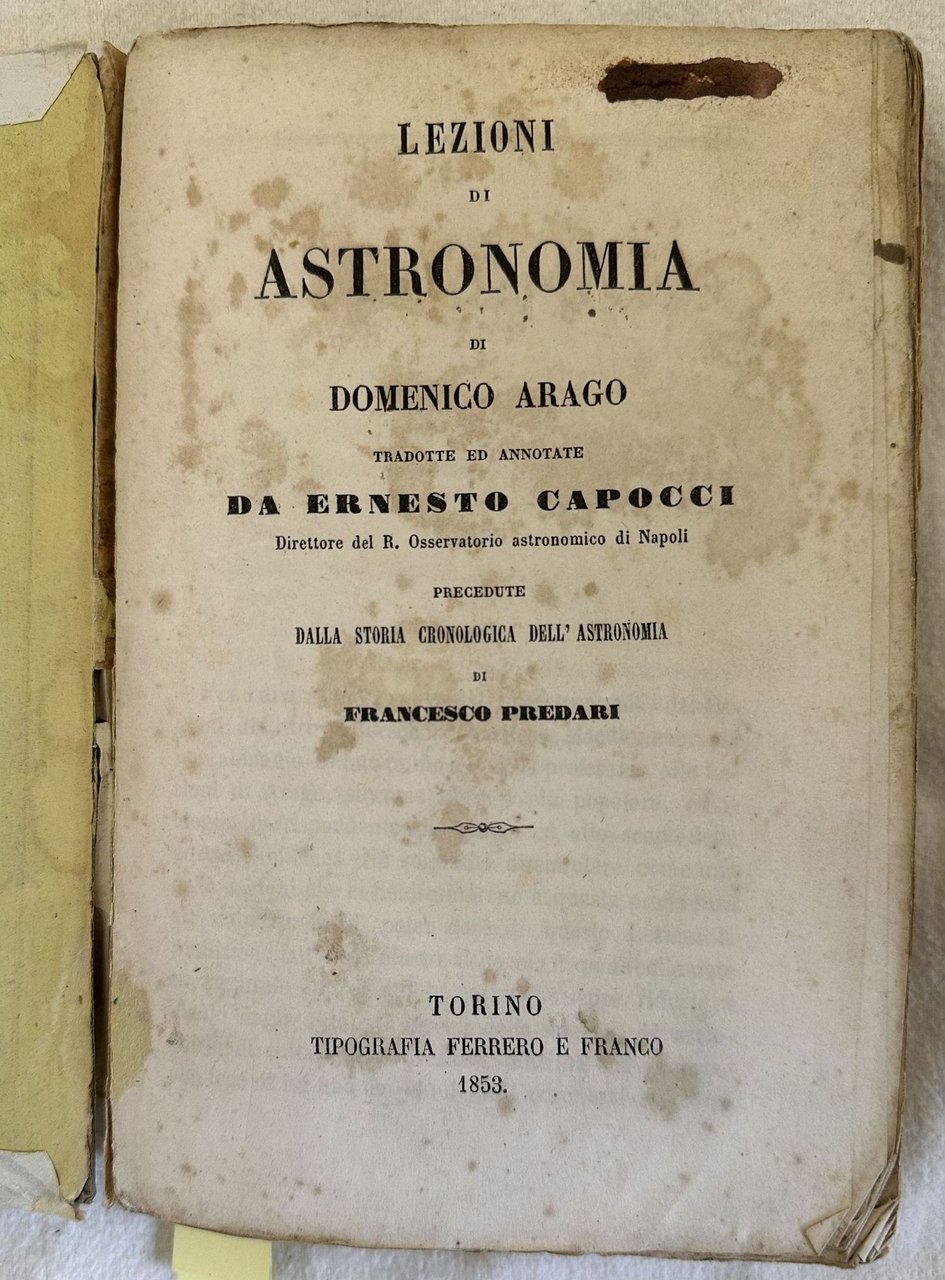 LEZIONI
DI
ASTRONOMIA
DI
DOMENICO ARAGO
TRADOTTE ED ANNOTATE
DA ERNESTO CAPOCCI
Direttore del R. Osservatorio astronomico di Napoli
PRECEDUTE
DALLA STORIA CRONOLOGICA DELL' ASTRONOMIA
DI
FRANCESCO PREDARI
TORINO
TIPOGRAFIA FERRERO E FRANCO
1853.